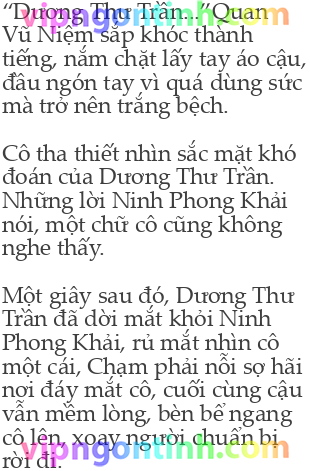 vipngontinh.com
“Dương Thư Trần...”Quan
Vũ Niệm sắp khóc thành
tiếng, nắm chặt lấy tay áo cậu,
đầu ngón tay vì quá dùng sức
mà trở nên trắng bệch.
Cô tha thiết nhìn sắc mặt khó
đoán của Dương Thư Trần.
Những lời Ninh Phong Khải
nói, một chữ cô cũng không
nghe thấy.
Một giây sau đó, Dương Thư
Trần đã dời mắt khỏi Ninh
Phong Khải, rủ mắt nhìn cô
một cái, Chạm phải nỗi sợ hãi
nơi đáy mắt cô, cuối cùng cậu
vẫn mềm lòng, bèn bế ngang
cô lên, xoay người chuẩn bị
rời đi.
vipngontinh.com